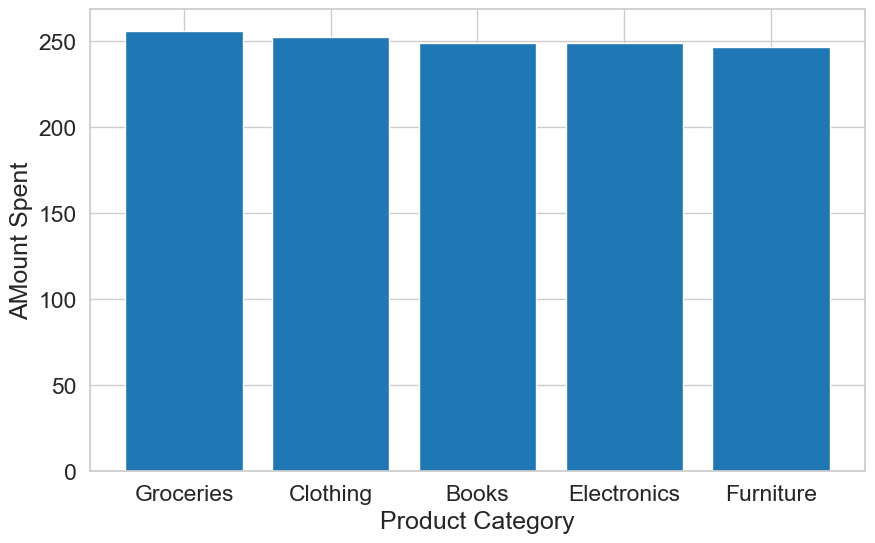 250
200
150
100
50
0
AMount Spent
Groceries Clothing Books Electronics Furniture
Product Category